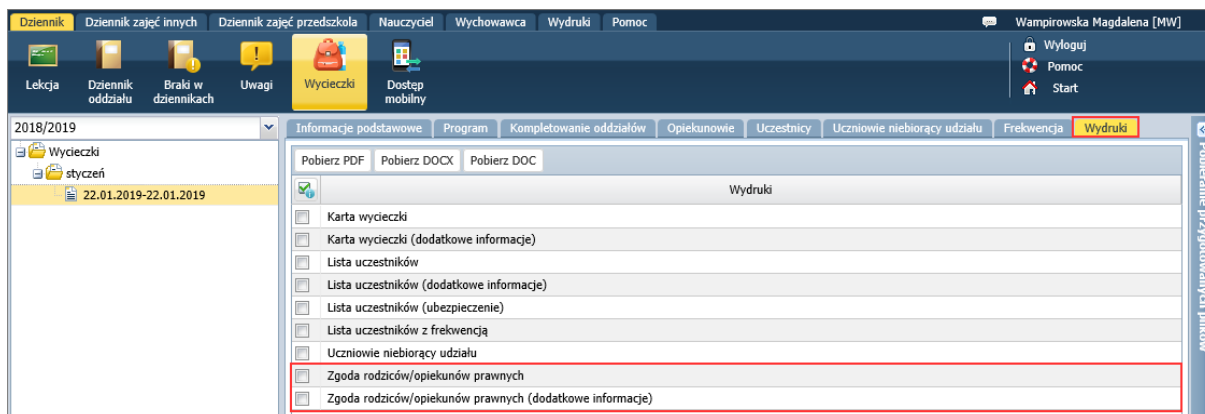 Dziennik Dziennik zajęć innych Dziennik zajęć przedszkola Nauczyciel Wychowawca Wydruki Pomoc Wampirowska Magdalena [MW]
Lekcja Dziennik oddziału Braki w dziennikach Uwagi Wycieczki Dostęp mobilny
Wyloguj
Pomoc
Start
2018/2019
Wycieczki
styczeń
22.01.2019-22.01.2019
Informacje podstawowe Program Kompletowanie oddziałów Opiekunowie Uczestnicy Uczniowie niebiorący udziału Frekwencja Wydruki
Pobierz PDF Pobierz DOCX Pobierz DOC
Wydruki
Karta wycieczki
Karta wycieczki (dodatkowe informacje)
Lista uczestników
Lista uczestników (dodatkowe informacje)
Lista uczestników (ubezpieczenie)
Lista uczestników z frekwencją
Uczniowie niebiorący udziału
Zgoda rodziców/opiekunów prawnych
Zgoda rodziców/opiekunów prawnych (dodatkowe informacje)
Pobieranie przygotowanych plików